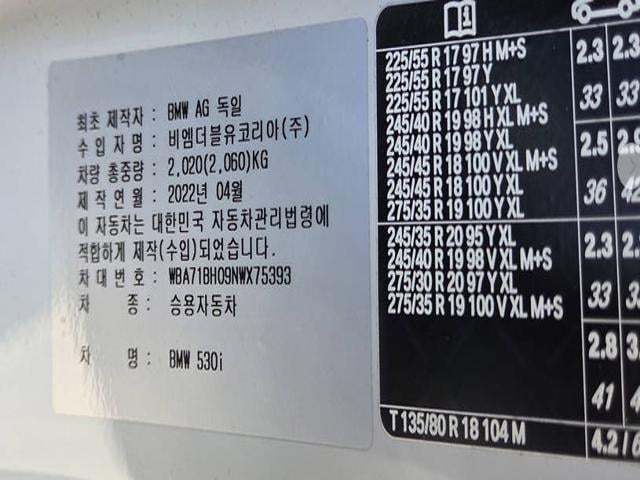 최초 제작자 : BMW AG 독일
수 입 자 명 : 비엠더블유코리아(주)
차량 총중량 : 2,020(2,060)KG
제 작 연 월 : 2022년 04월
이 자동차는 대한민국 자동차관리법령에
적합하게 제작(수입)되었습니다.
차 대 번 호 : WBA71BH09NWX75393
차 종 : 승용자동차
차 명 : BMW 530i
225/55 R 17 97 H M+S
225/55 R 17 97 Y
225/55 R 17 101 Y XL
245/40 R 19 98 H XL M+S
245/40 R 19 98 Y XL
245/45 R 18 100 V XL M+S
245/45 R 18 100 Y XL
275/35 R 19 100 Y XL
2.3 2.3
33 33
2.5
36
245/35 R 20 95 Y XL
245/40 R 19 98 V XL M+S
275/30 R 20 97 Y XL
275/35 R 19 100 V XL M+S
2.3
33
2.8
41
T 135/80 R 18 104 M
4.2